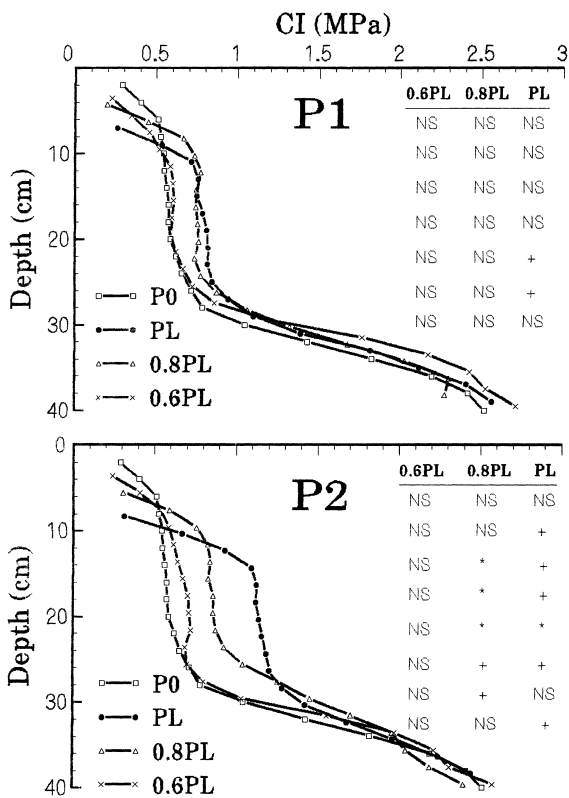 CI (MPa)
0 0.5 1 1.5 2 2.5 3
0
10
20
30
40
Depth (cm)
P1
0.6PL 0.8PL PL
NS NS NS
NS NS NS
NS NS NS
NS NS NS
NS NS +
NS NS +
NS NS NS
P0
PL
0.8PL
0.6PL
0
10
20
30
40
Depth (cm)
P2
0.6PL 0.8PL PL
NS NS NS
NS NS +
NS * +
NS * +
NS * *
NS + +
NS + NS
NS NS +
P0
PL
0.8PL
0.6PL